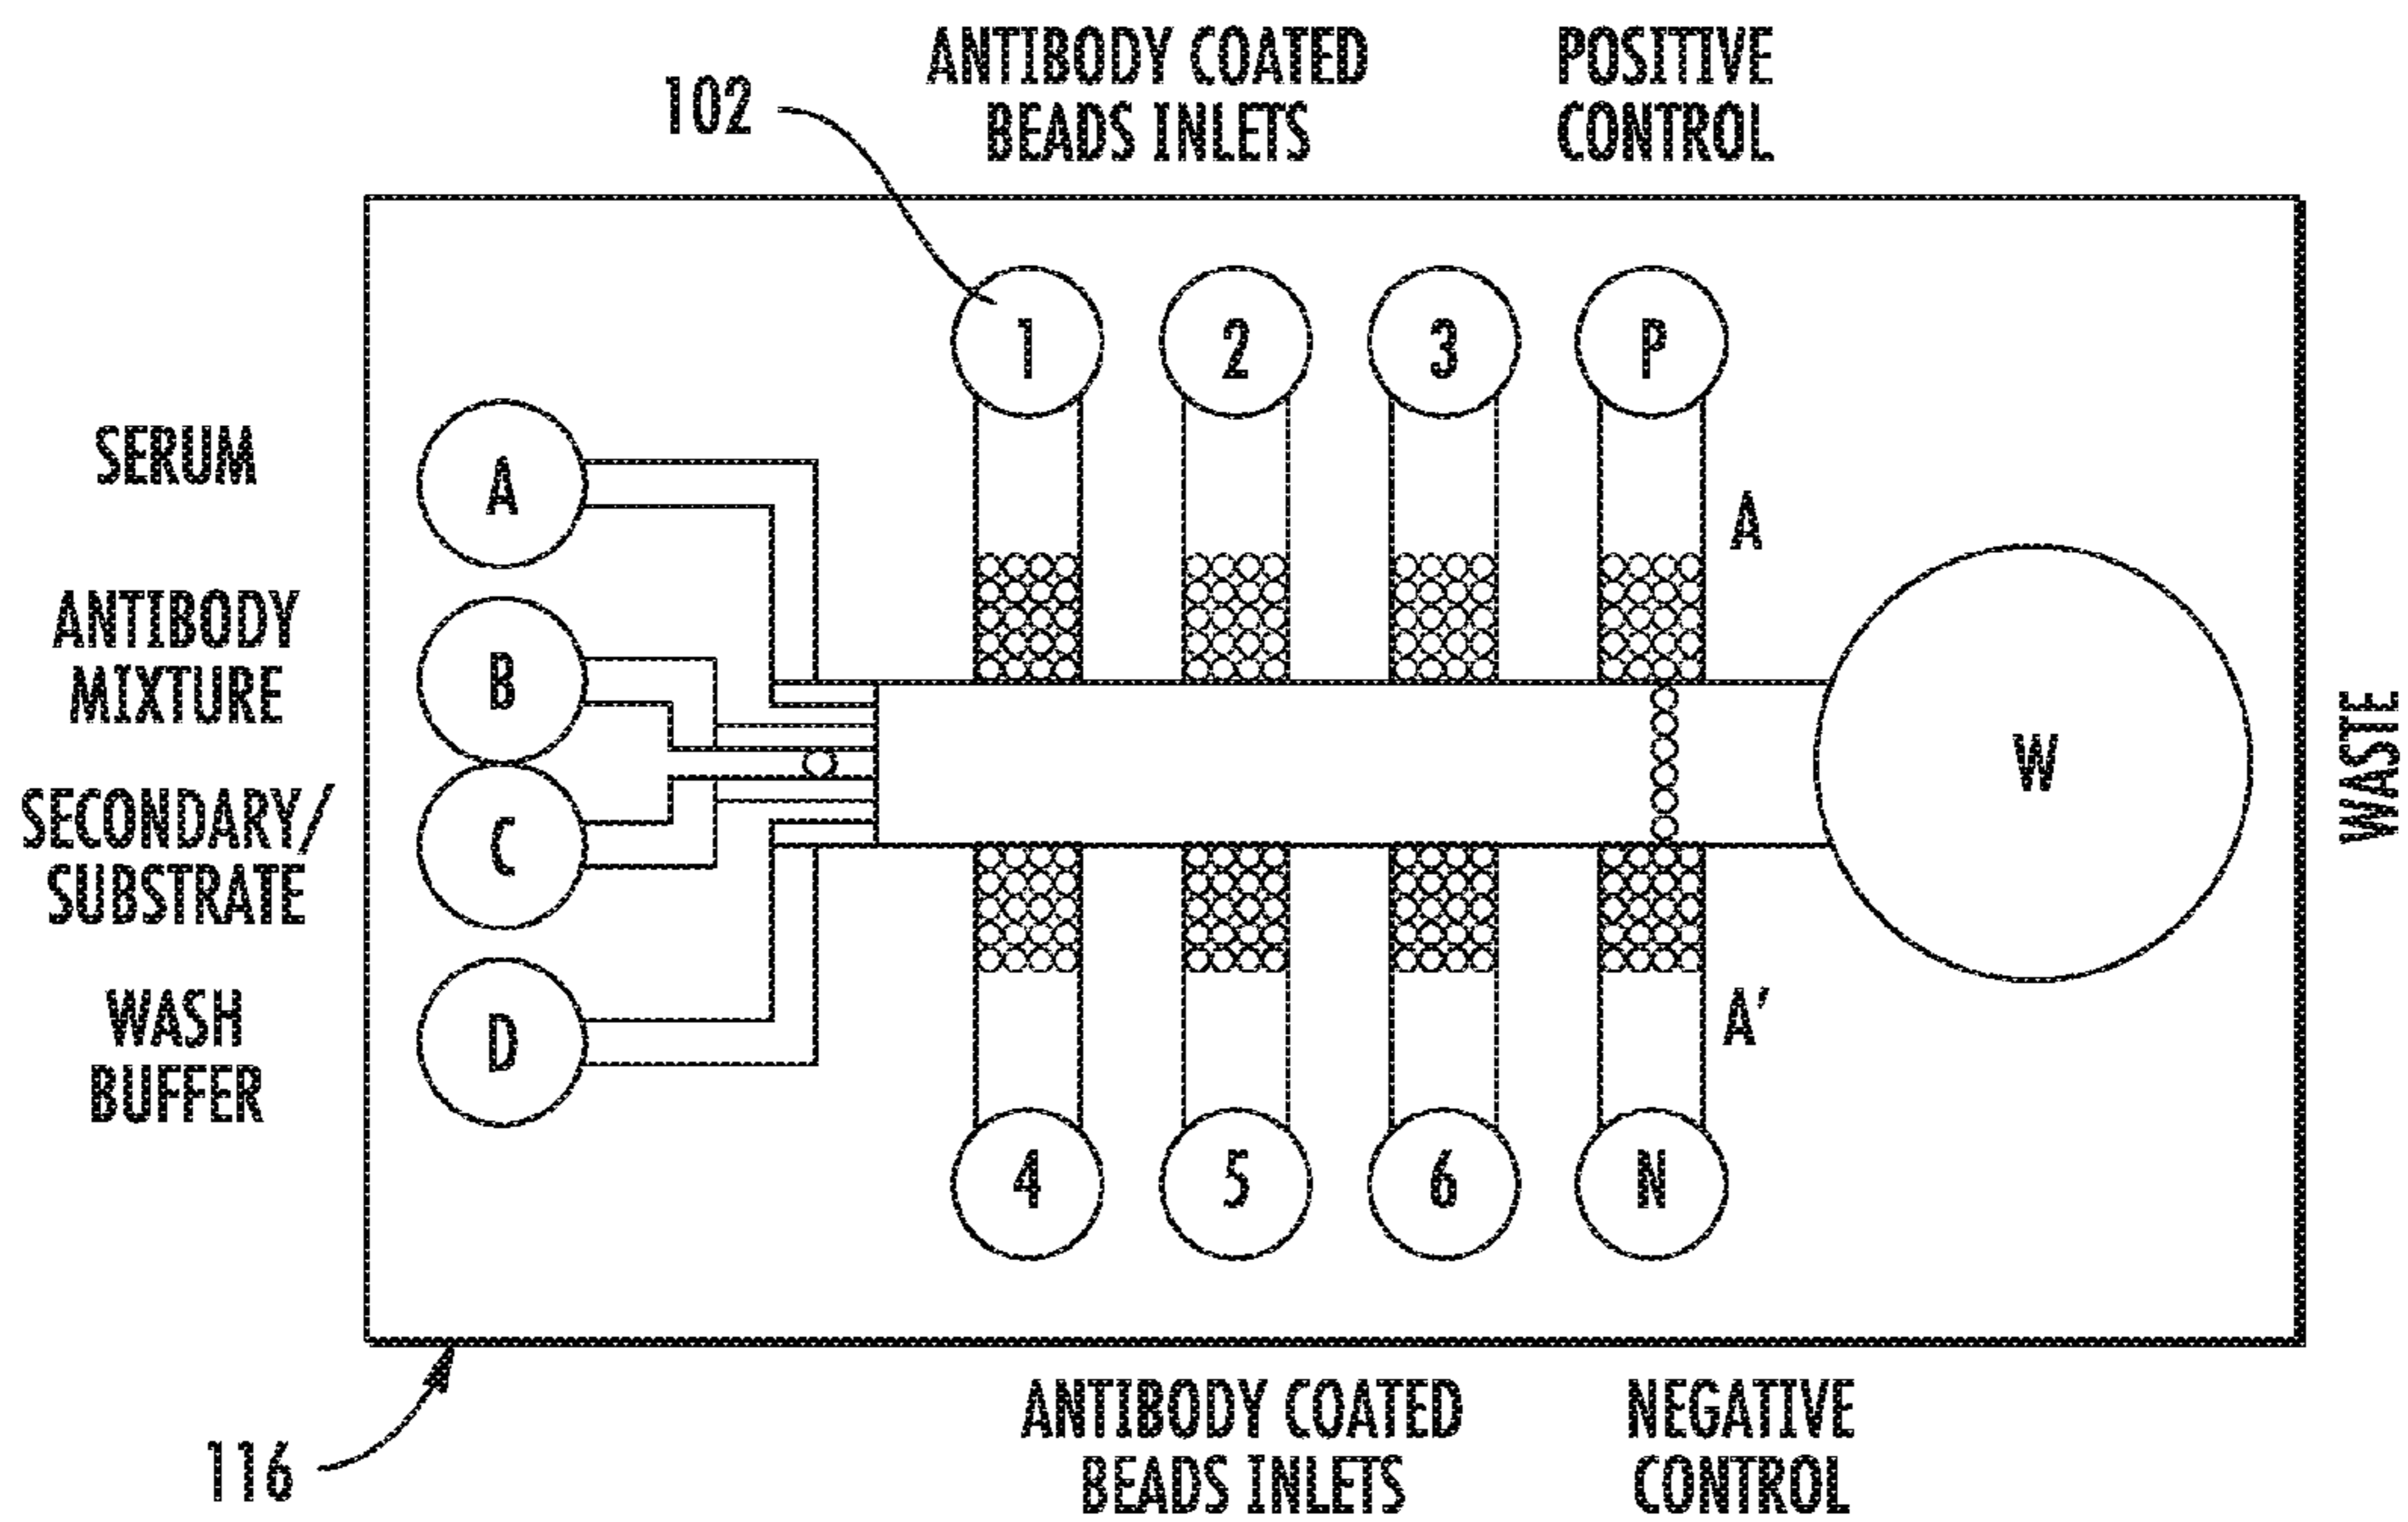 ANTIBODY COATED
BEADS INLETS
POSITIVE
CONTROL
102
1
2
3
P
SERUM
A
A
ANTIBODY
MIXTURE
B
SECONDARY/
SUBSTRATE
C
W
WASTE
WASH
BUFFER
D
A'
4
5
6
N
116
ANTIBODY COATED
BEADS INLETS
NEGATIVE
CONTROL